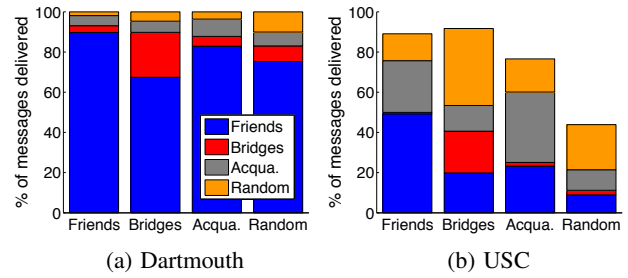 % of messages delivered
100
80
60
40
20
0
Friends
Bridges
Acqua.
Random
Friends Bridges Acqua. Random
(a) Dartmouth
% of messages delivered
100
80
60
40
20
0
Friends Bridges Acqua. Random
(b) USC